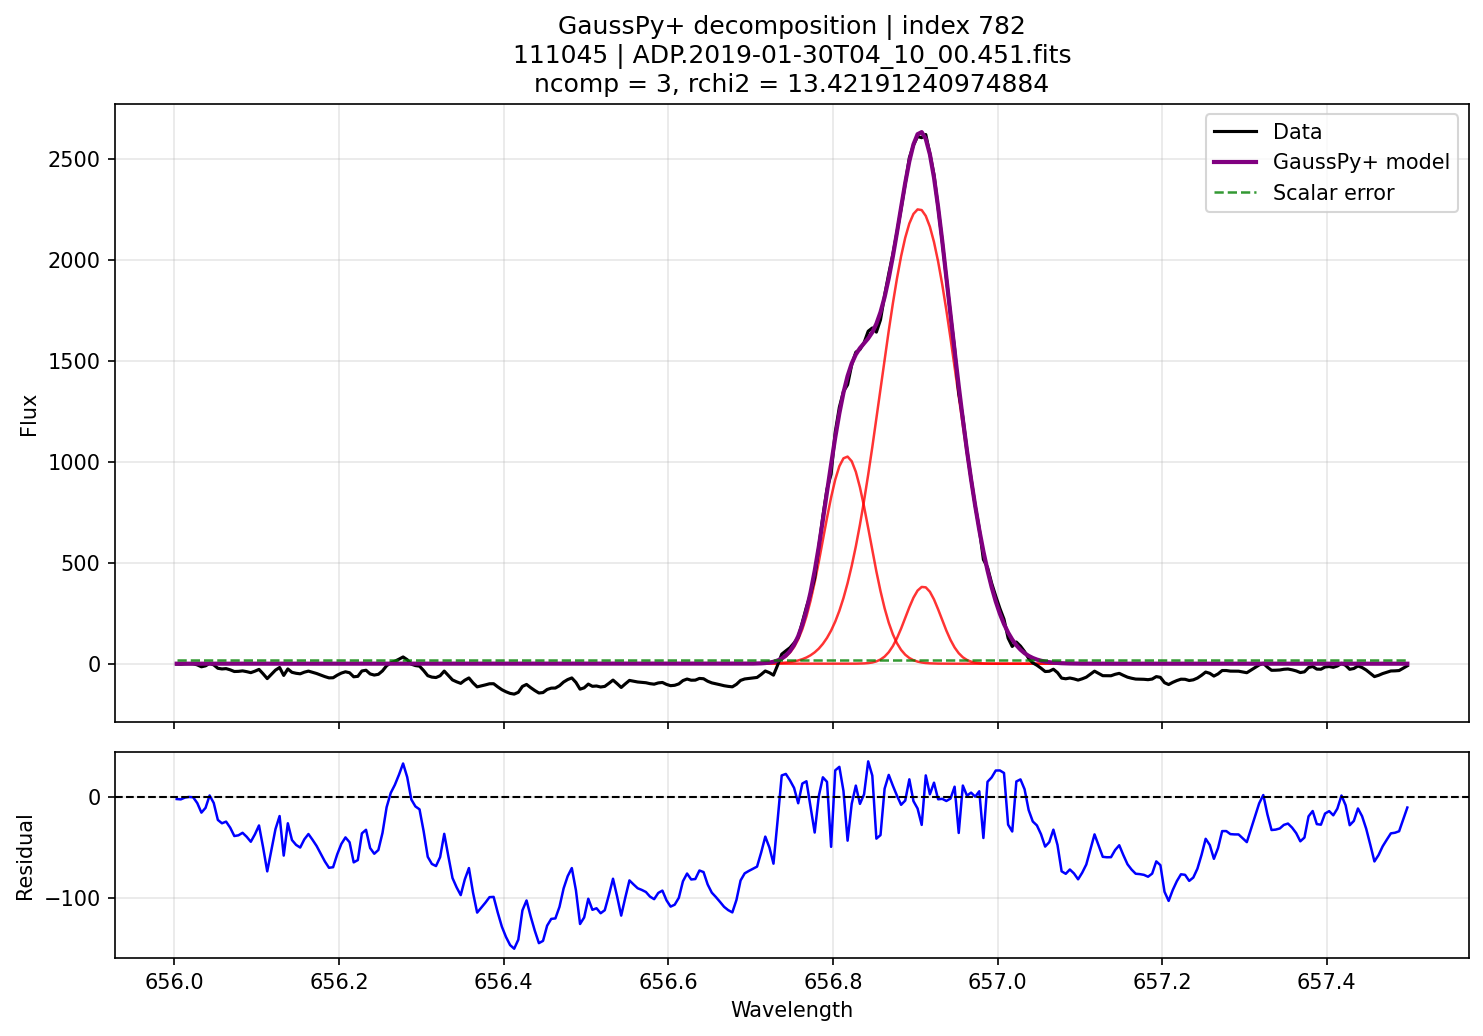 GaussPy+ decomposition | index 782
111045 | ADP.2019-01-30T04_10_00.451.fits
ncomp = 3, rchi2 = 13.42191240974884
Data
GaussPy+ model
Scalar error
Flux
2500
2000
1500
1000
500
0
Residual
0
−100
656.0 656.2 656.4 656.6 656.8 657.0 657.2 657.4
Wavelength